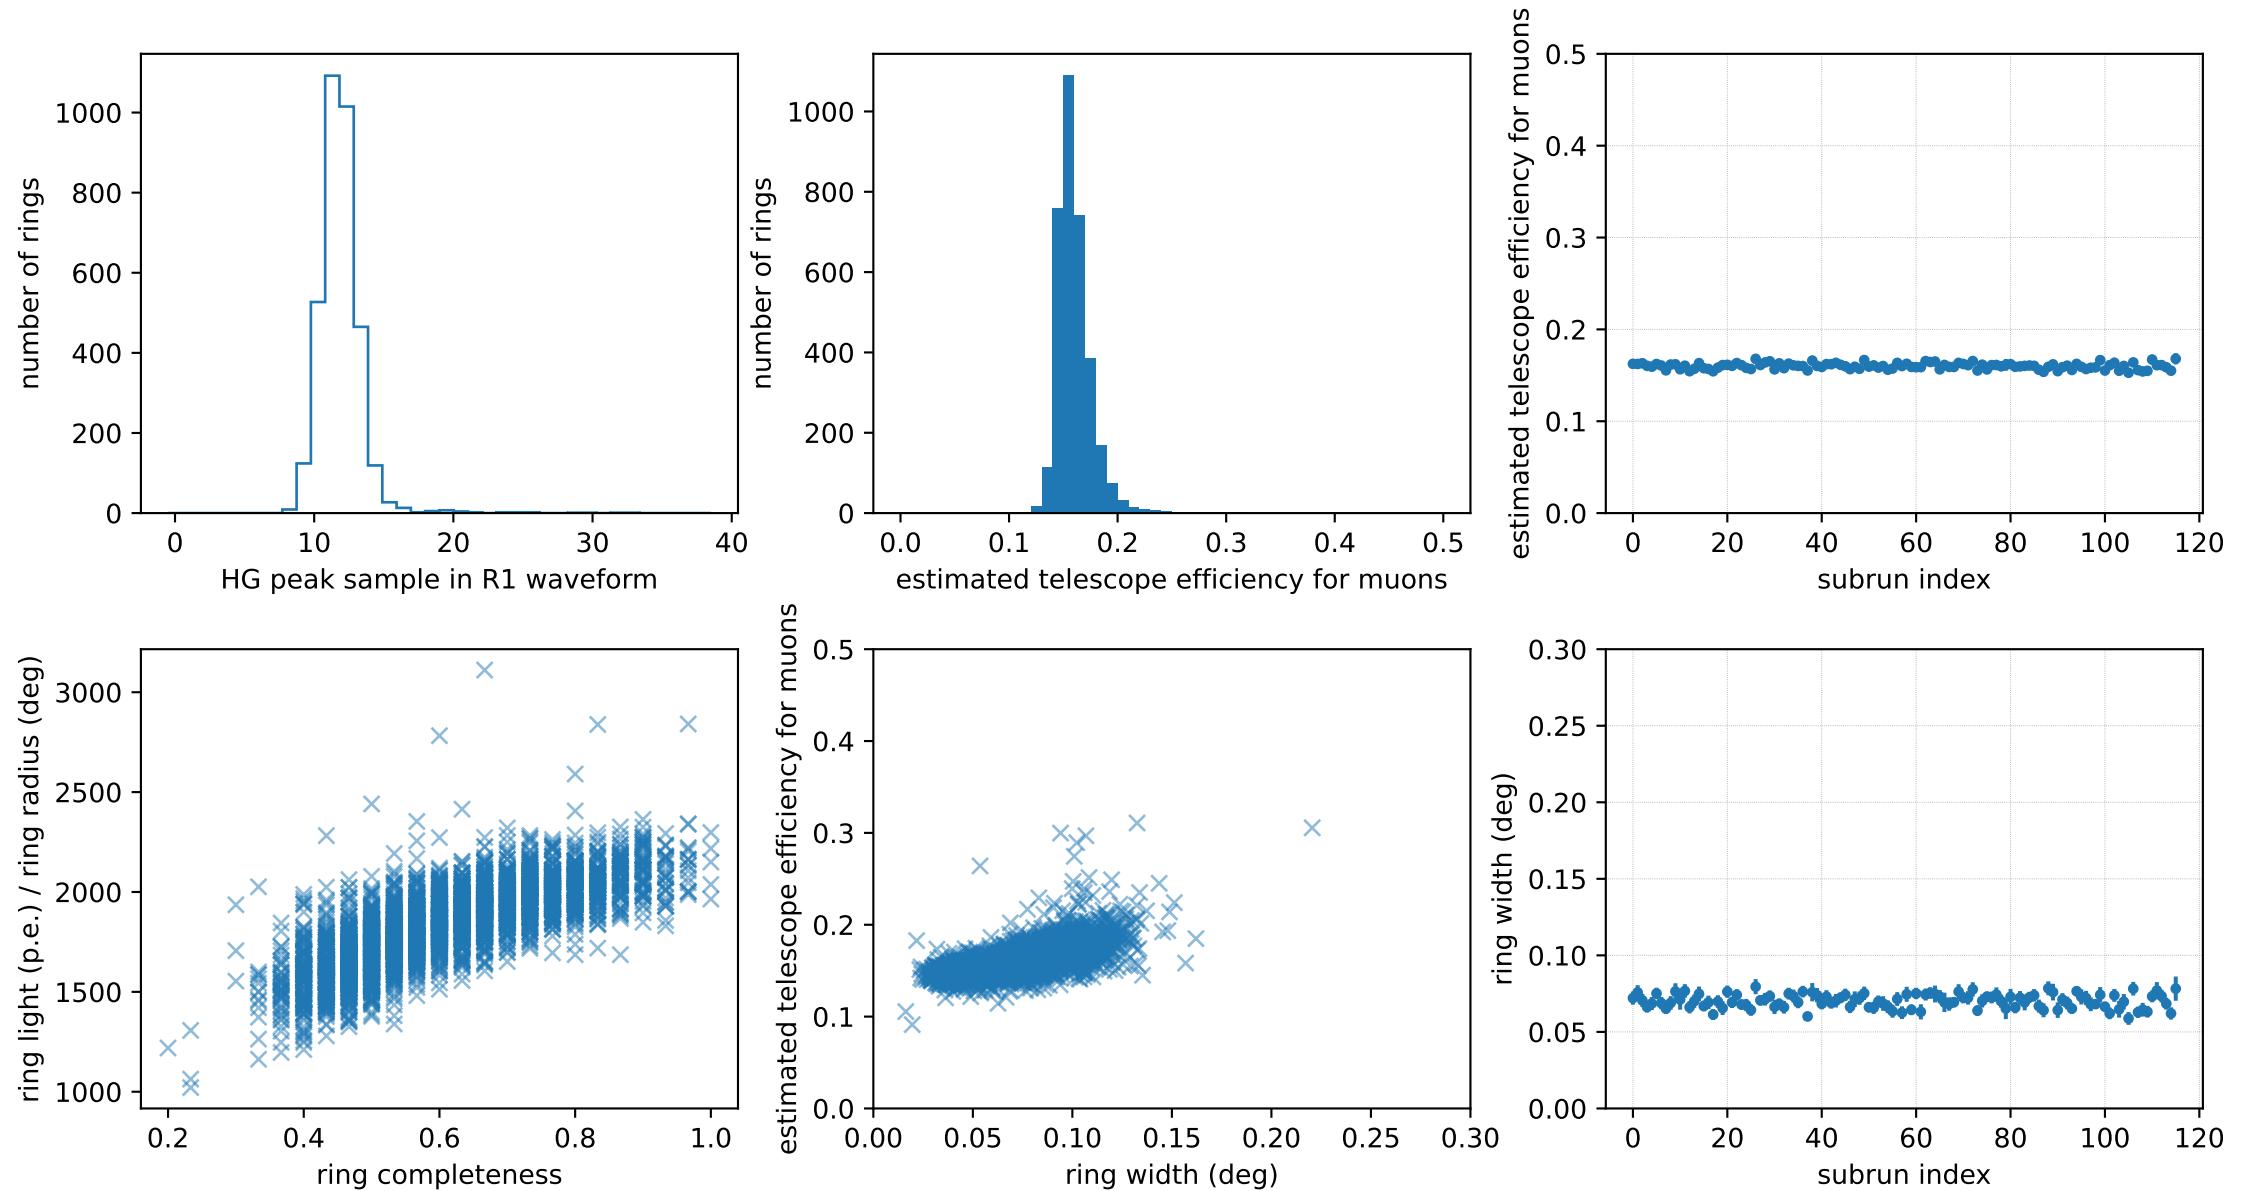 number of rings
1000
800
600
400
200
0
0 10 20 30 40
HG peak sample in R1 waveform
number of rings
1000
800
600
400
200
0
0.0 0.1 0.2 0.3 0.4 0.5
estimated telescope efficiency for muons
estimated telescope efficiency for muons
0.5
0.4
0.3
0.2
0.1
0.0
0 20 40 60 80 100 120
subrun index
ring light (p.e.) / ring radius (deg)
3000
2500
2000
1500
1000
0.2 0.4 0.6 0.8 1.0
ring completeness
estimated telescope efficiency for muons
0.5
0.4
0.3
0.2
0.1
0.0
0.00 0.05 0.10 0.15 0.20 0.25 0.30
ring width (deg)
ring width (deg)
0.30
0.25
0.20
0.15
0.10
0.05
0.00
0 20 40 60 80 100 120
subrun index